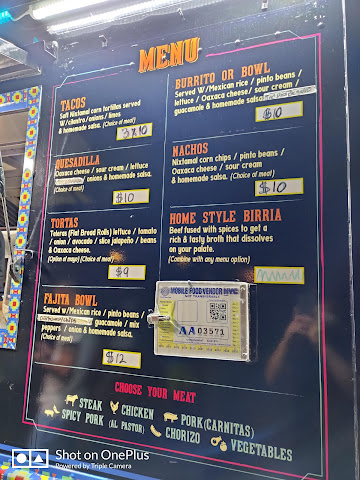 MENU
TACOS
Soft Nixtamal corn tortillas served
W/cilantro / onions / limes
& homemade salsa. (Choice of meat)
3X10
QUESADILLA
Oaxaca cheese / sour cream / lettuce
onions & homemade salsa.
(Choice of meat)
$10
TORTAS
Teleras (Flat Bread Rolls) lettuce / tomato
/ onion / avocado / slice jalapeño / beans
& Oaxaca cheese.
(Option of mayo) (Choice of meat)
$9
FAJITA BOWL
Served w/Mexican rice / pinto beans /
guacamole / mix
peppers / onion & homemade salsa.
(Choice of meat)
$12
BURRITO OR BOWL
Served W/Mexican rice / pinto beans /
lettuce / Oaxaca cheese / sour cream /
guacamole & homemade salsa.
$10
NACHOS
Nixtamal corn chips / pinto beans /
Oaxaca cheese / sour cream
& homemade salsa. (Choice of meat)
$10
HOME STYLE BIRRIA
Beef fused with spices to get a
rich & tasty broth that dissolves
on your palate.
(Combine with any menu option)
MOBILE FOOD VENDOR NYC
NOT TRANSFERABLE
AA 03571
CHOOSE YOUR MEAT
STEAK CHICKEN PORK (CARNITAS)
SPICY PORK (AL PASTOR) CHORIZO VEGETABLES
Shot on OnePlus
Powered by Triple Camera